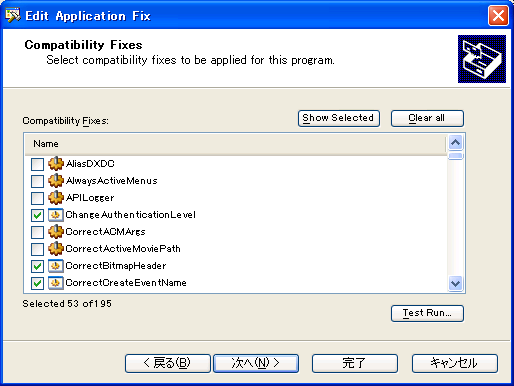 Edit Application Fix
Compatibility Fixes
Select compatibility fixes to be applied for this program.
Compatibility Fixes:
Show Selected
Clear all
Name
AliasDXDC
AlwaysActiveMenus
APILogger
ChangeAuthenticationLevel
CorrectACMArgs
CorrectActiveMoviePath
CorrectBitmapHeader
CorrectCreateEventName
Selected 53 of195
Test Run...
< 戻る(B)
次へ(N) >
完了
キャンセル